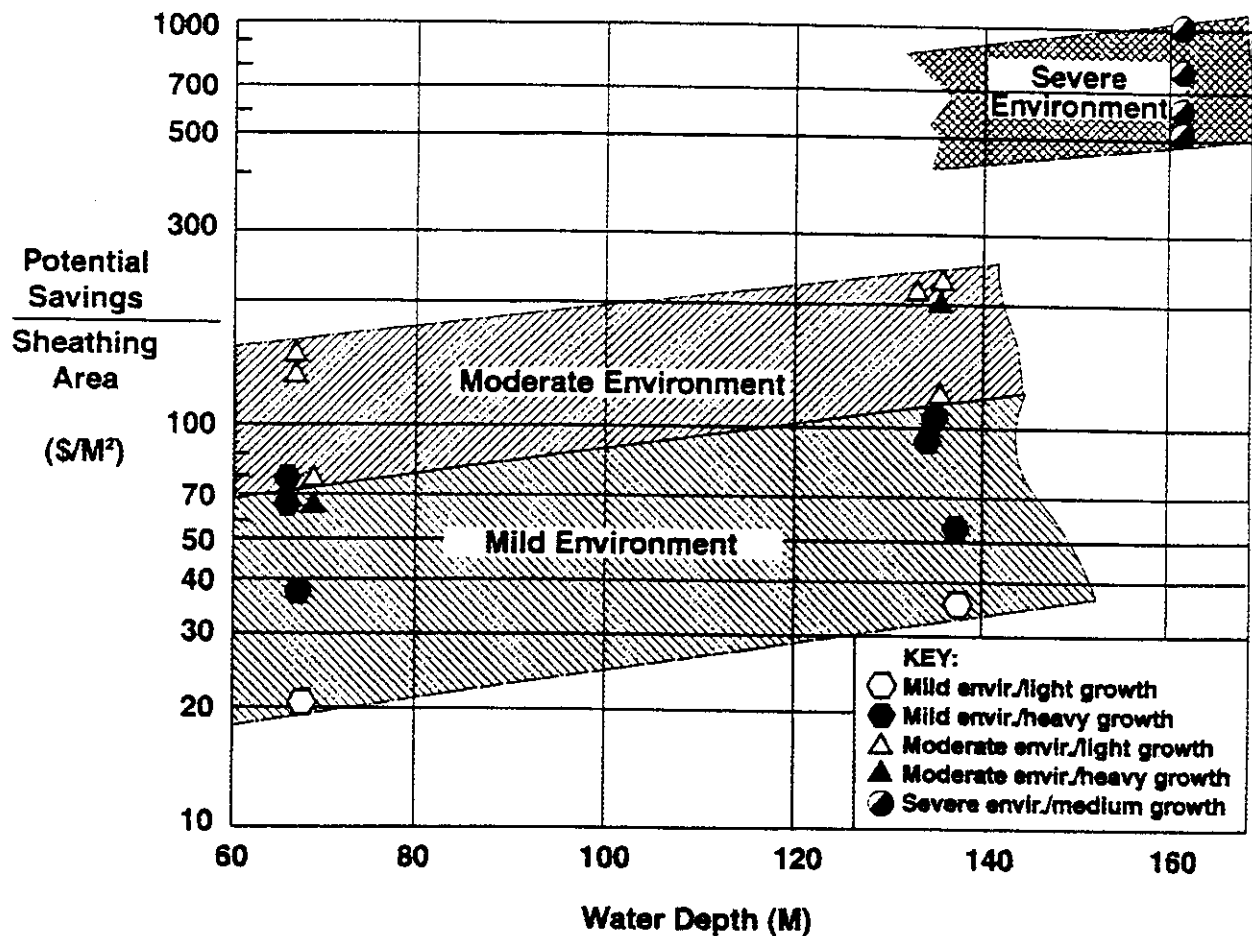 1000
700
500
300
100
70
50
40
30
20
10
Potential
Savings
Sheathing
Area
($/M²)
Severe
Environment
Moderate Environment
Mild Environment
KEY:
Mild envir./light growth
Mild envir./heavy growth
Moderate envir./light growth
Moderate envir./heavy growth
Severe envir./medium growth
60 80 100 120 140 160
Water Depth (M)